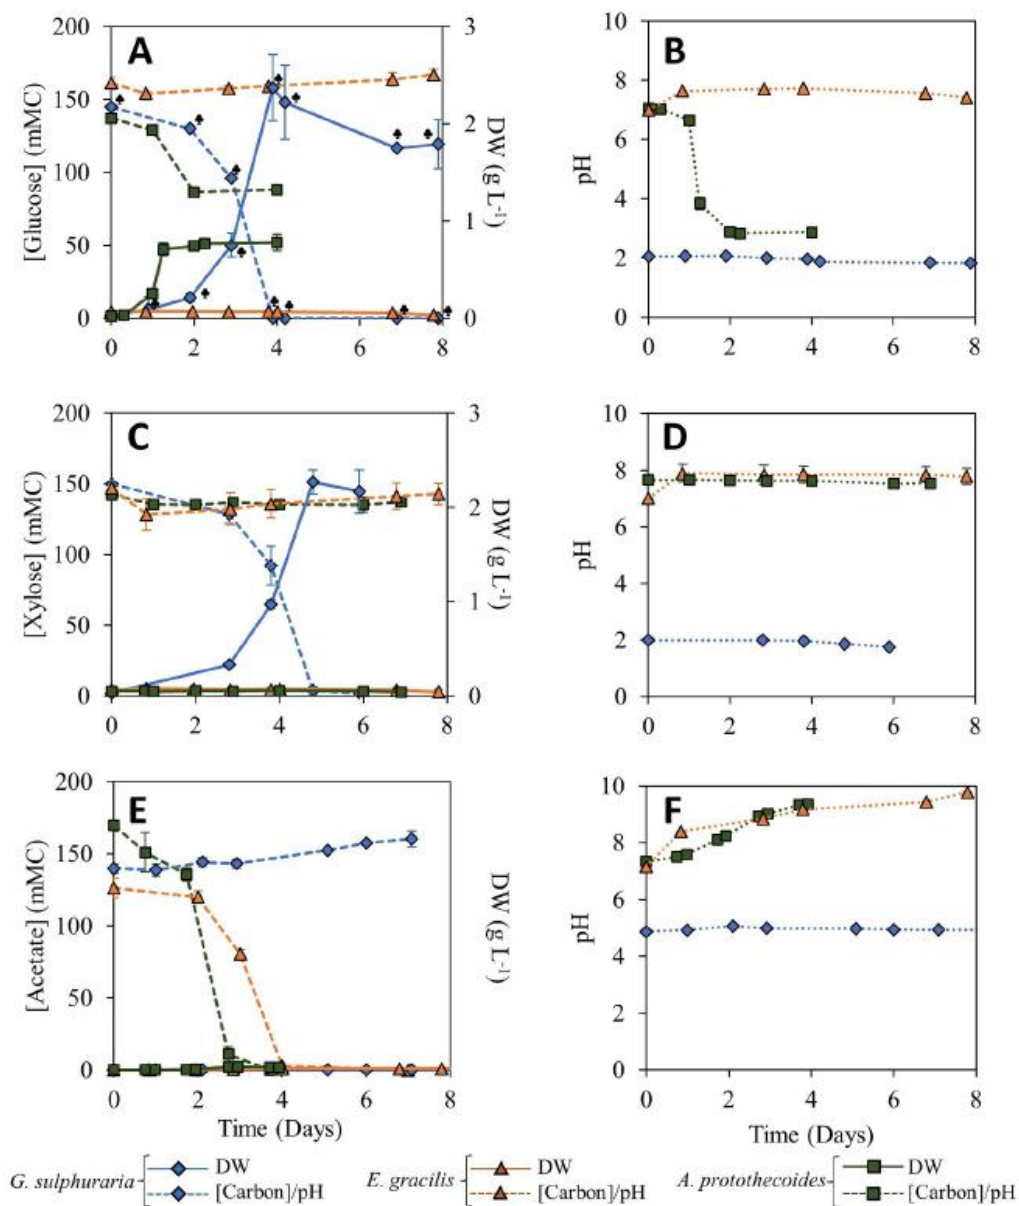 A
200
150
100
50
0
[Glucose] (mMC)
3
2
1
0
DW (g L-1)
0 2 4 6 8
B
10
8
6
4
2
0
pH
0 2 4 6 8
C
200
150
100
50
0
[Xylose] (mMC)
3
2
1
0
DW (g L-1)
0 2 4 6 8
D
10
8
6
4
2
0
pH
0 2 4 6 8
E
200
150
100
50
0
[Acetate] (mMC)
DW (g L-1)
0 2 4 6 8
Time (Days)
F
10
8
6
4
2
0
pH
0 2 4 6 8
Time (Days)
G. sulphuraria
DW
[Carbon]/pH
E. gracilis
DW
[Carbon]/pH
A. protothecoides
DW
[Carbon]/pH